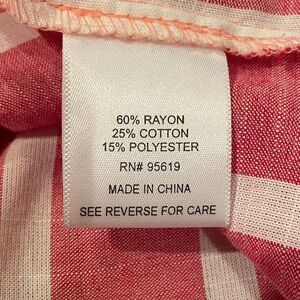 60% RAYON
25% COTTON
15% POLYESTER
RN# 95619
MADE IN CHINA
SEE REVERSE FOR CARE